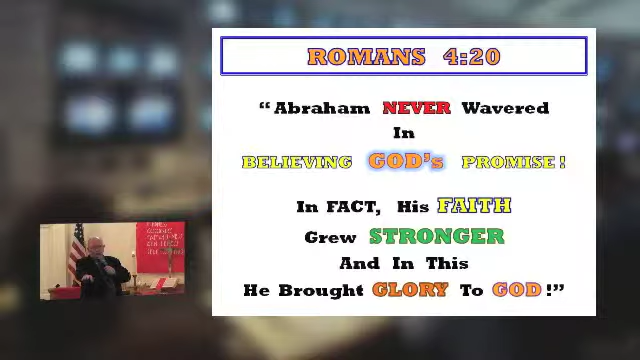 ROMANS 4:20
“Abraham NEVER Wavered
In
BELIEVING GOD's PROMISE!
In FACT, His FAITH
Grew STRONGER
And In This
He Brought GLORY To GOD!”